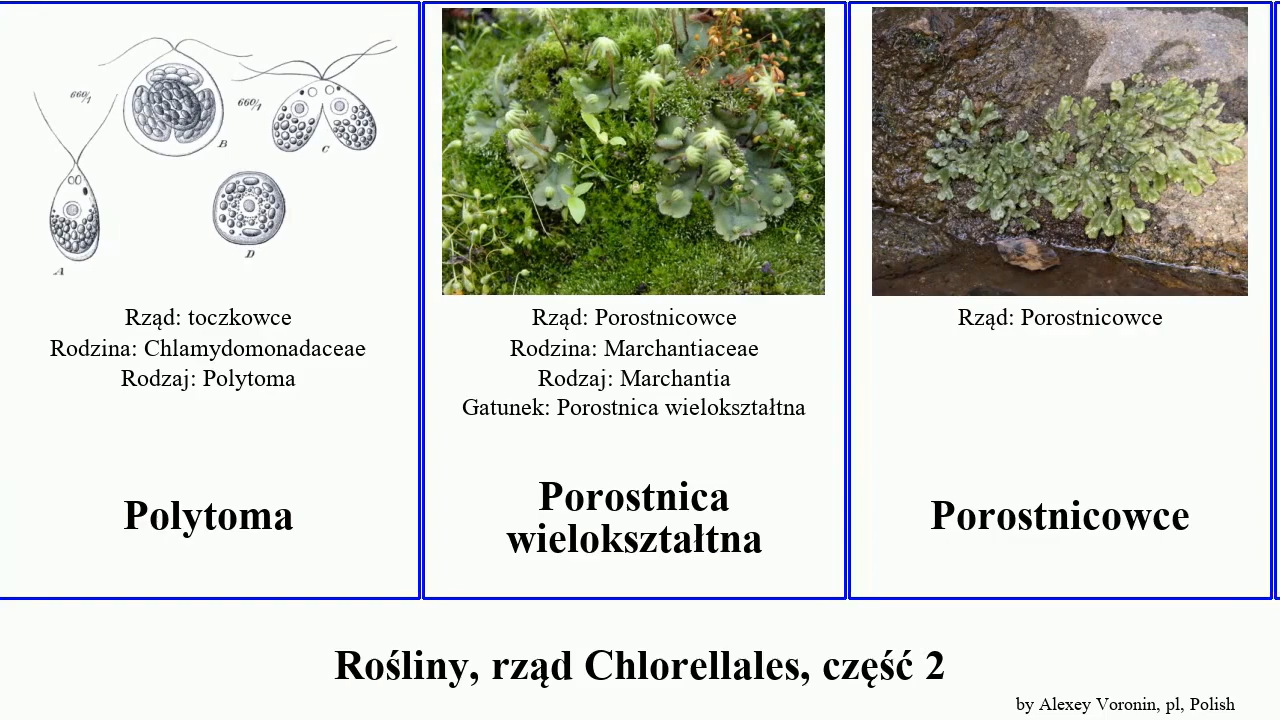 660/1
660/1
A
B
C
D
Rząd: toczkowce
Rodzina: Chlamydomonadaceae
Rodzaj: Polytoma
Polytoma
Rząd: Porostnicowce
Rodzina: Marchantiaceae
Rodzaj: Marchantia
Gatunek: Porostnica wielokształtna
Porostnica
wielokształtna
Rząd: Porostnicowce
Porostnicowce
Rośliny, rząd Chlorellales, część 2
by Alexey Voronin, pl, Polish